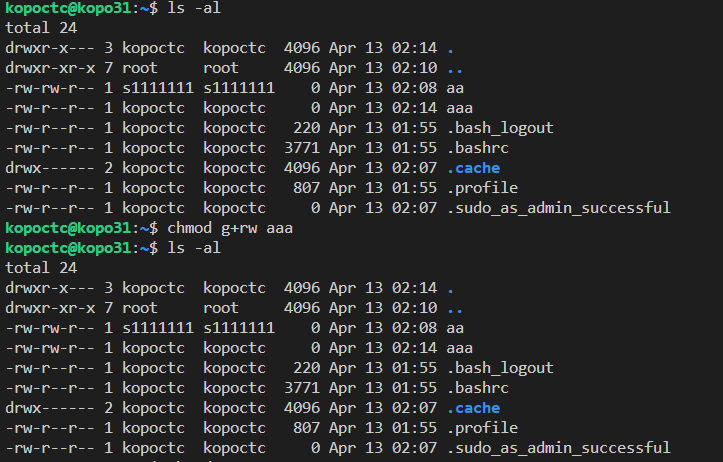 kopoctc@kopo31:~$ ls -al
total 24
drwxr-x--- 3 kopoctc  kopoctc  4096 Apr 13 02:14 .
drwxr-xr-x 7 root     root     4096 Apr 13 02:10 ..
-rw-rw-r-- 1 s1111111 s1111111    0 Apr 13 02:08 aa
-rw-r--r-- 1 kopoctc  kopoctc     0 Apr 13 02:14 aaa
-rw-r--r-- 1 kopoctc  kopoctc   220 Apr 13 01:55 .bash_logout
-rw-r--r-- 1 kopoctc  kopoctc  3771 Apr 13 01:55 .bashrc
drwx------ 2 kopoctc  kopoctc  4096 Apr 13 02:07 .cache
-rw-r--r-- 1 kopoctc  kopoctc   807 Apr 13 01:55 .profile
-rw-r--r-- 1 kopoctc  kopoctc     0 Apr 13 02:07 .sudo_as_admin_successful
kopoctc@kopo31:~$ chmod g+rw aaa
kopoctc@kopo31:~$ ls -al
total 24
drwxr-x--- 3 kopoctc  kopoctc  4096 Apr 13 02:14 .
drwxr-xr-x 7 root     root     4096 Apr 13 02:10 ..
-rw-rw-r-- 1 s1111111 s1111111    0 Apr 13 02:08 aa
-rw-rw-r-- 1 kopoctc  kopoctc     0 Apr 13 02:14 aaa
-rw-r--r-- 1 kopoctc  kopoctc   220 Apr 13 01:55 .bash_logout
-rw-r--r-- 1 kopoctc  kopoctc  3771 Apr 13 01:55 .bashrc
drwx------ 2 kopoctc  kopoctc  4096 Apr 13 02:07 .cache
-rw-r--r-- 1 kopoctc  kopoctc   807 Apr 13 01:55 .profile
-rw-r--r-- 1 kopoctc  kopoctc     0 Apr 13 02:07 .sudo_as_admin_successful